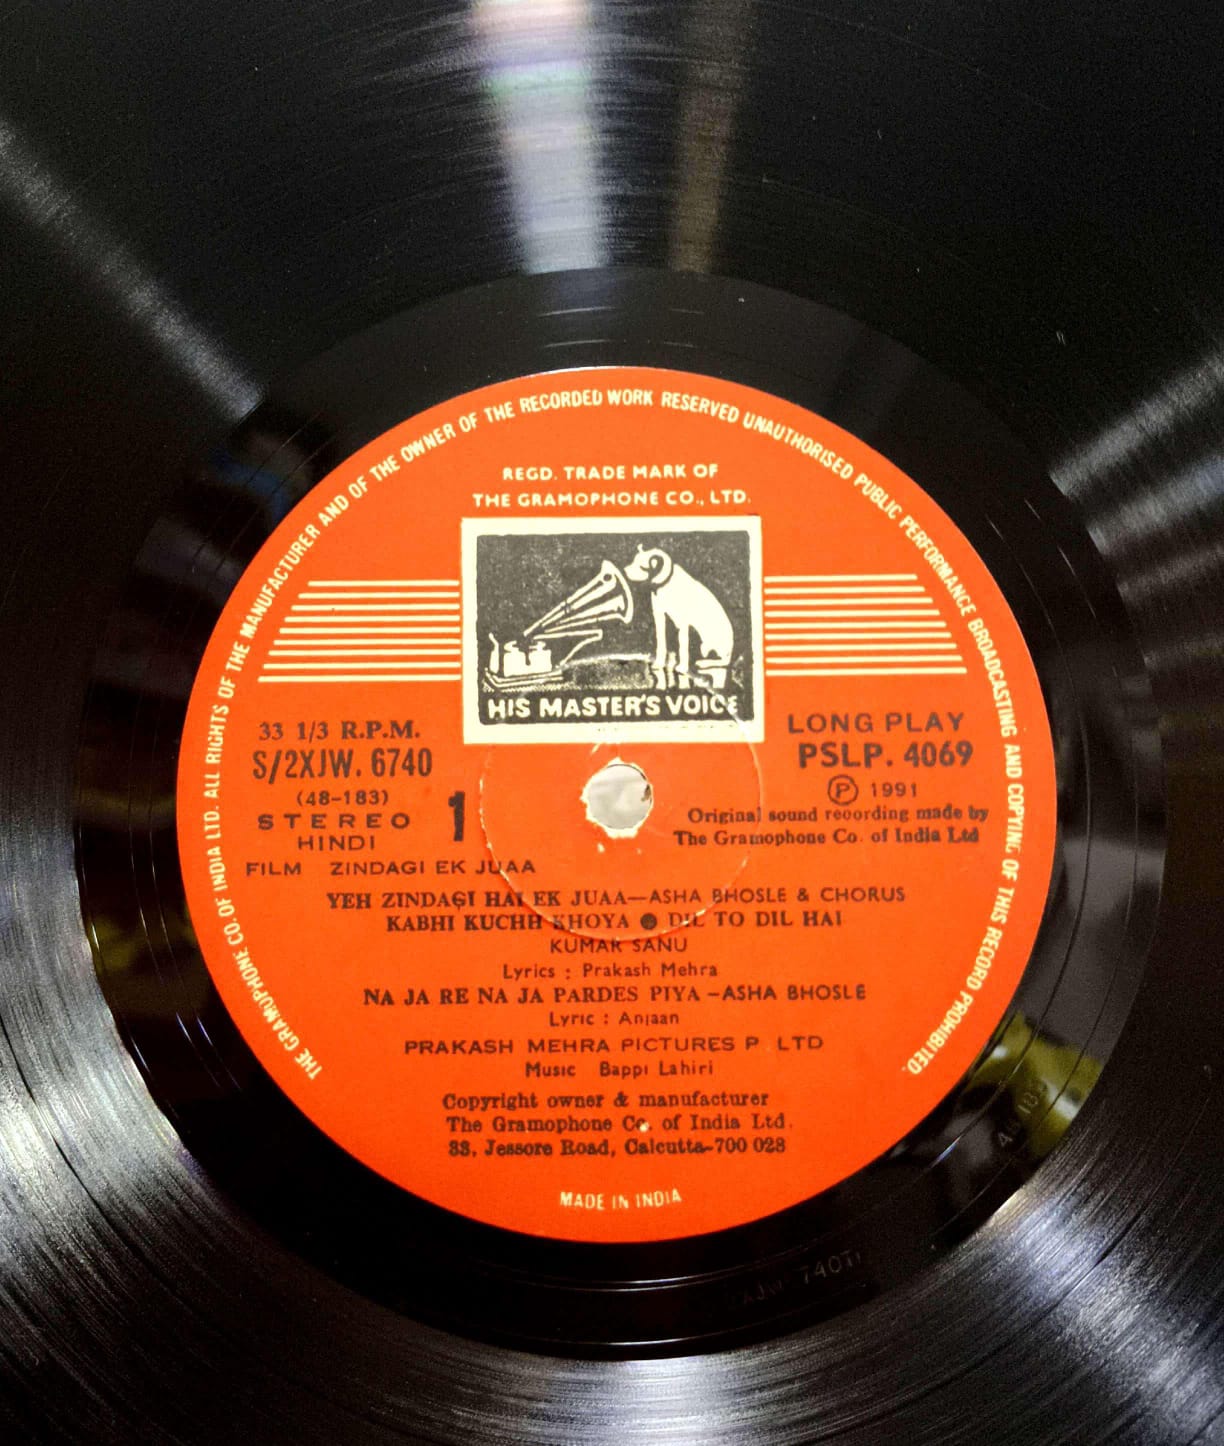 THE GRAMOPHONE CO. OF INDIA LTD. ALL RIGHTS OF THE MANUFACTURER AND OF THE OWNER OF THE RECORDED WORK RESERVED UNAUTHORISED PUBLIC PERFORMANCE BROADCASTING AND COPYING OF THIS RECORD PROHIBITED.
REGD. TRADE MARK OF
THE GRAMOPHONE CO., LTD.
HIS MASTER'S VOICE
33 1/3 R.P.M.
S/2XJW. 6740
(48-183)
STEREO
HINDI
1
LONG PLAY
PSLP. 4069
Ⓟ 1991
Original sound recording made by
The Gramophone Co. of India Ltd
FILM ZINDAGI EK JUAA
YEH ZINDAGI HAI EK JUAA—ASHA BHOSLE & CHORUS
KABHI KUCHH KHOYA ● DIL TO DIL HAI
KUMAR SANU
Lyrics : Prakash Mehra
NA JA RE NA JA PARDES PIYA—ASHA BHOSLE
Lyric : Anjaan
PRAKASH MEHRA PICTURES P. LTD
Music Bappi Lahiri
Copyright owner & manufacturer
The Gramophone Co. of India Ltd.
33, Jessore Road, Calcutta-700 028
MADE IN INDIA